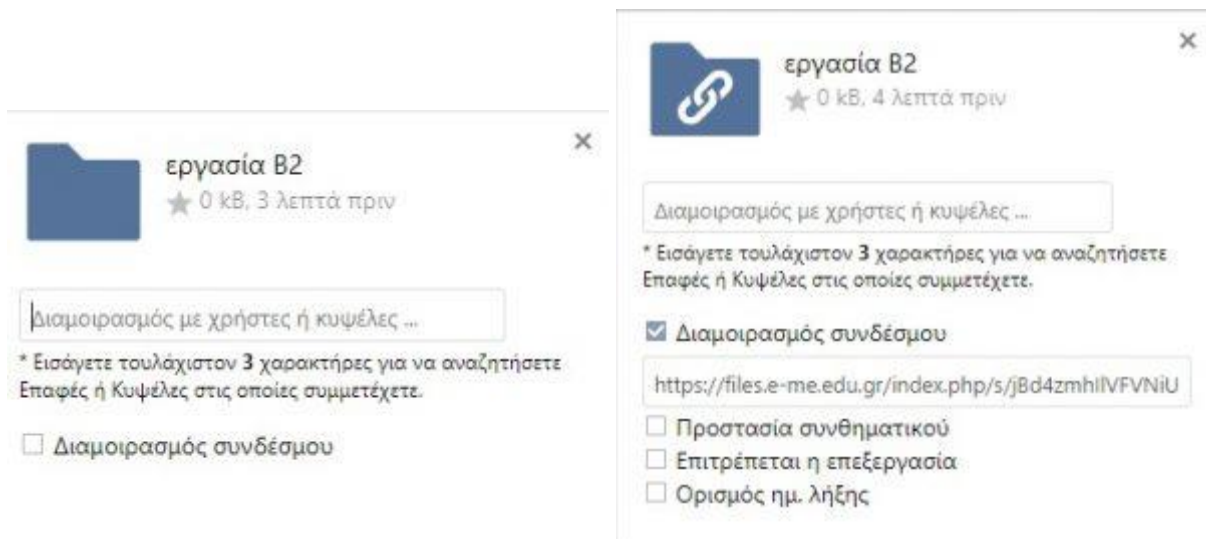 εργασία B2
0 kB, 3 λεπτά πριν
Διαμοιρασμός με χρήστες ή κυψέλες ...
* Εισάγετε τουλάχιστον 3 χαρακτήρες για να αναζητήσετε
Επαφές ή Κυψέλες στις οποίες συμμετέχετε.
Διαμοιρασμός συνδέσμου
εργασία B2
0 kB, 4 λεπτά πριν
Διαμοιρασμός με χρήστες ή κυψέλες ...
* Εισάγετε τουλάχιστον 3 χαρακτήρες για να αναζητήσετε
Επαφές ή Κυψέλες στις οποίες συμμετέχετε.
Διαμοιρασμός συνδέσμου
https://files.e-me.edu.gr/index.php/s/jBd4zmhIlVFVNiU
Προστασία συνθηματικού
Επιτρέπεται η επεξεργασία
Ορισμός ημ. λήξης